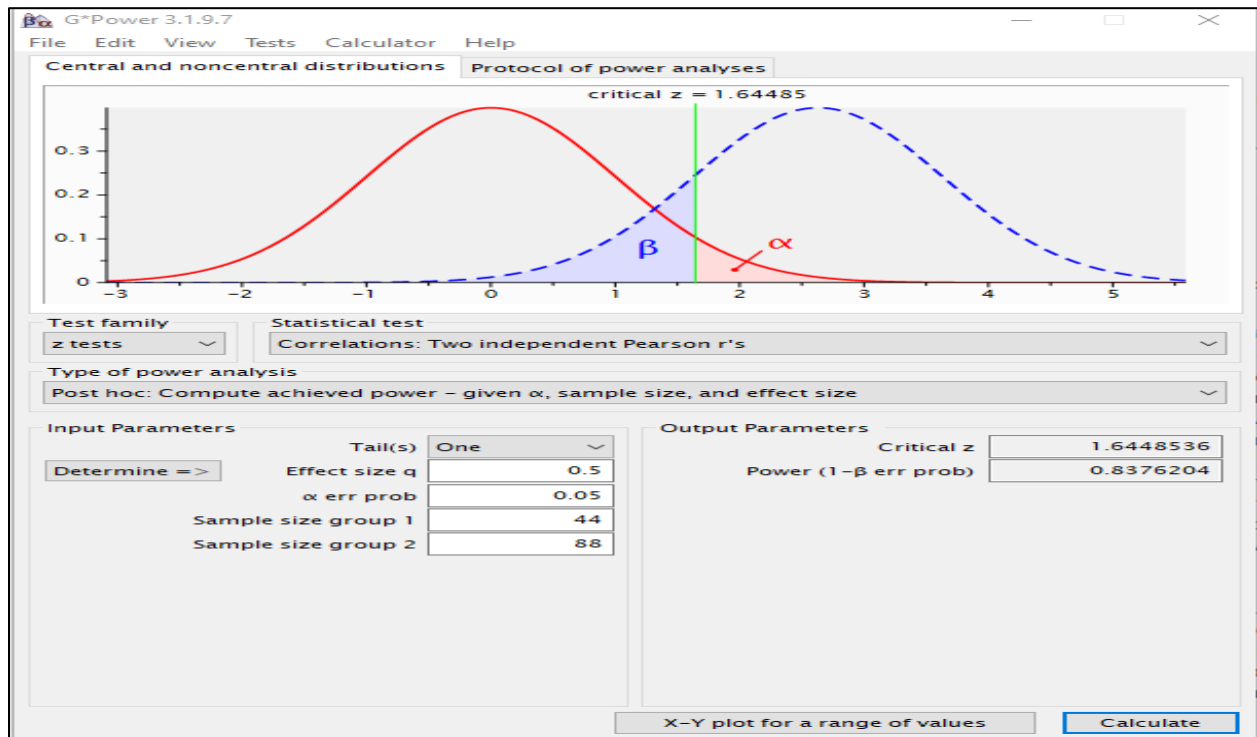 G*Power 3.1.9.7
File Edit View Tests Calculator Help
Central and noncentral distributions Protocol of power analyses
critical z = 1.64485
0.3
0.2
0.1
0
β
α
-3 -2 -1 0 1 2 3 4 5
Test family Statistical test
z tests Correlations: Two independent Pearson r's
Type of power analysis
Post hoc: Compute achieved power – given α, sample size, and effect size
Input Parameters Output Parameters
Tail(s) One Critical z 1.6448536
Determine => Effect size q 0.5 Power (1-β err prob) 0.8376204
α err prob 0.05
Sample size group 1 44
Sample size group 2 88
X-Y plot for a range of values Calculate